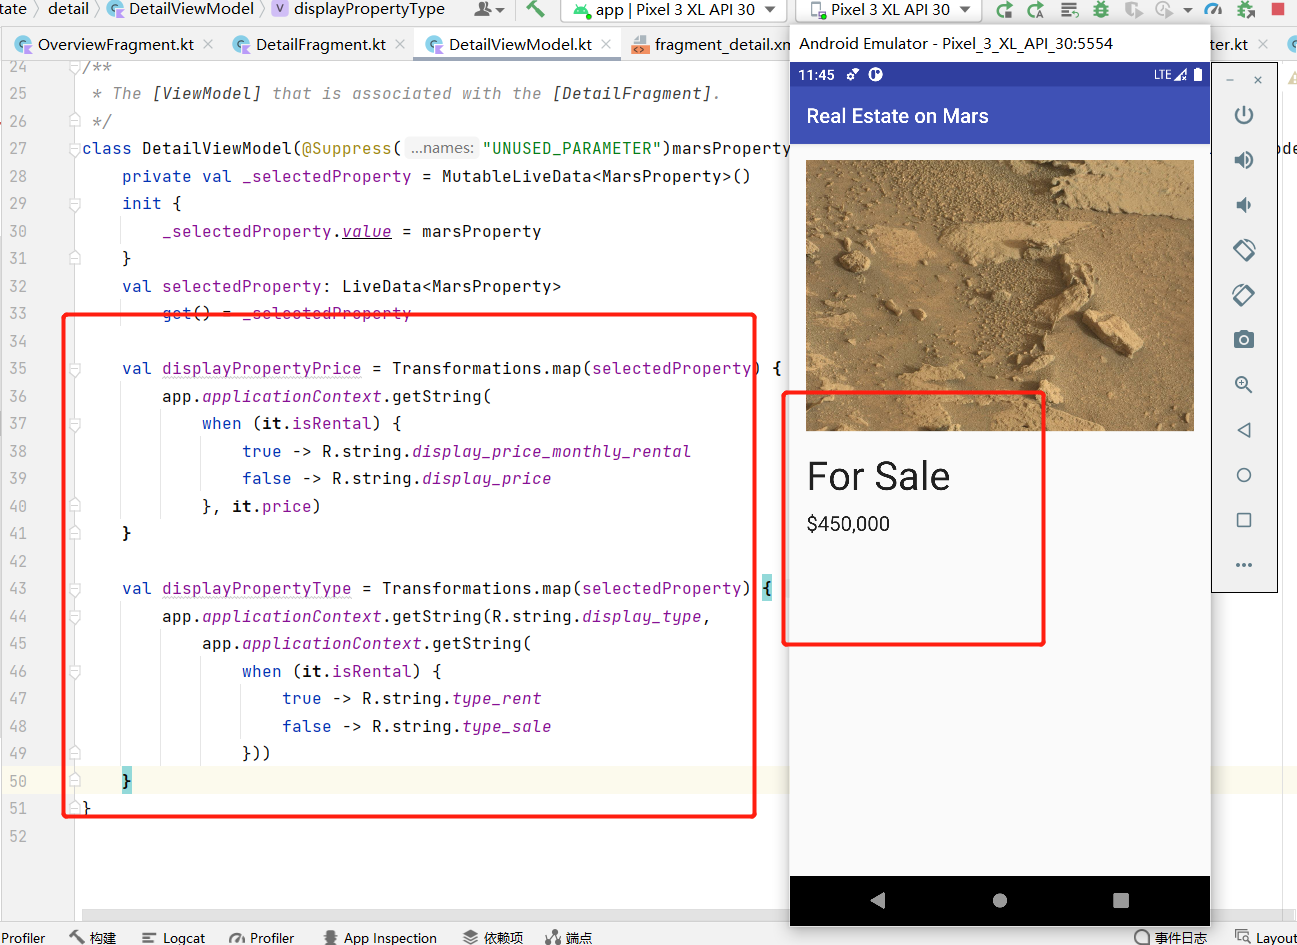 tate detail DetailViewModel displayPropertyType app | Pixel 3 XL API 30 Pixel 3 XL API 30
OverviewFragment.kt DetailFragment.kt DetailViewModel.kt fragment_detail.xm ter.kt
24 /**
25 * The [ViewModel] that is associated with the [DetailFragment].
26 */
27 class DetailViewModel(@Suppress( ...names: "UNUSED_PARAMETER")marsProperty
28 private val _selectedProperty = MutableLiveData<MarsProperty>()
29 init {
30 _selectedProperty.value = marsProperty
31 }
32 val selectedProperty: LiveData<MarsProperty>
33 get() = _selectedProperty
34
35 val displayPropertyPrice = Transformations.map(selectedProperty) {
36 app.applicationContext.getString(
37 when (it.isRental) {
38 true -> R.string.display_price_monthly_rental
39 false -> R.string.display_price
40 }, it.price)
41 }
42
43 val displayPropertyType = Transformations.map(selectedProperty) {
44 app.applicationContext.getString(R.string.display_type,
45 app.applicationContext.getString(
46 when (it.isRental) {
47 true -> R.string.type_rent
48 false -> R.string.type_sale
49 }))
50 }
51 }
52
Android Emulator - Pixel_3_XL_API_30:5554
11:45 LTE
Real Estate on Mars
For Sale
$450,000
ode
Profiler 构建 Logcat Profiler App Inspection 依赖项 端点 事件日志 Layout